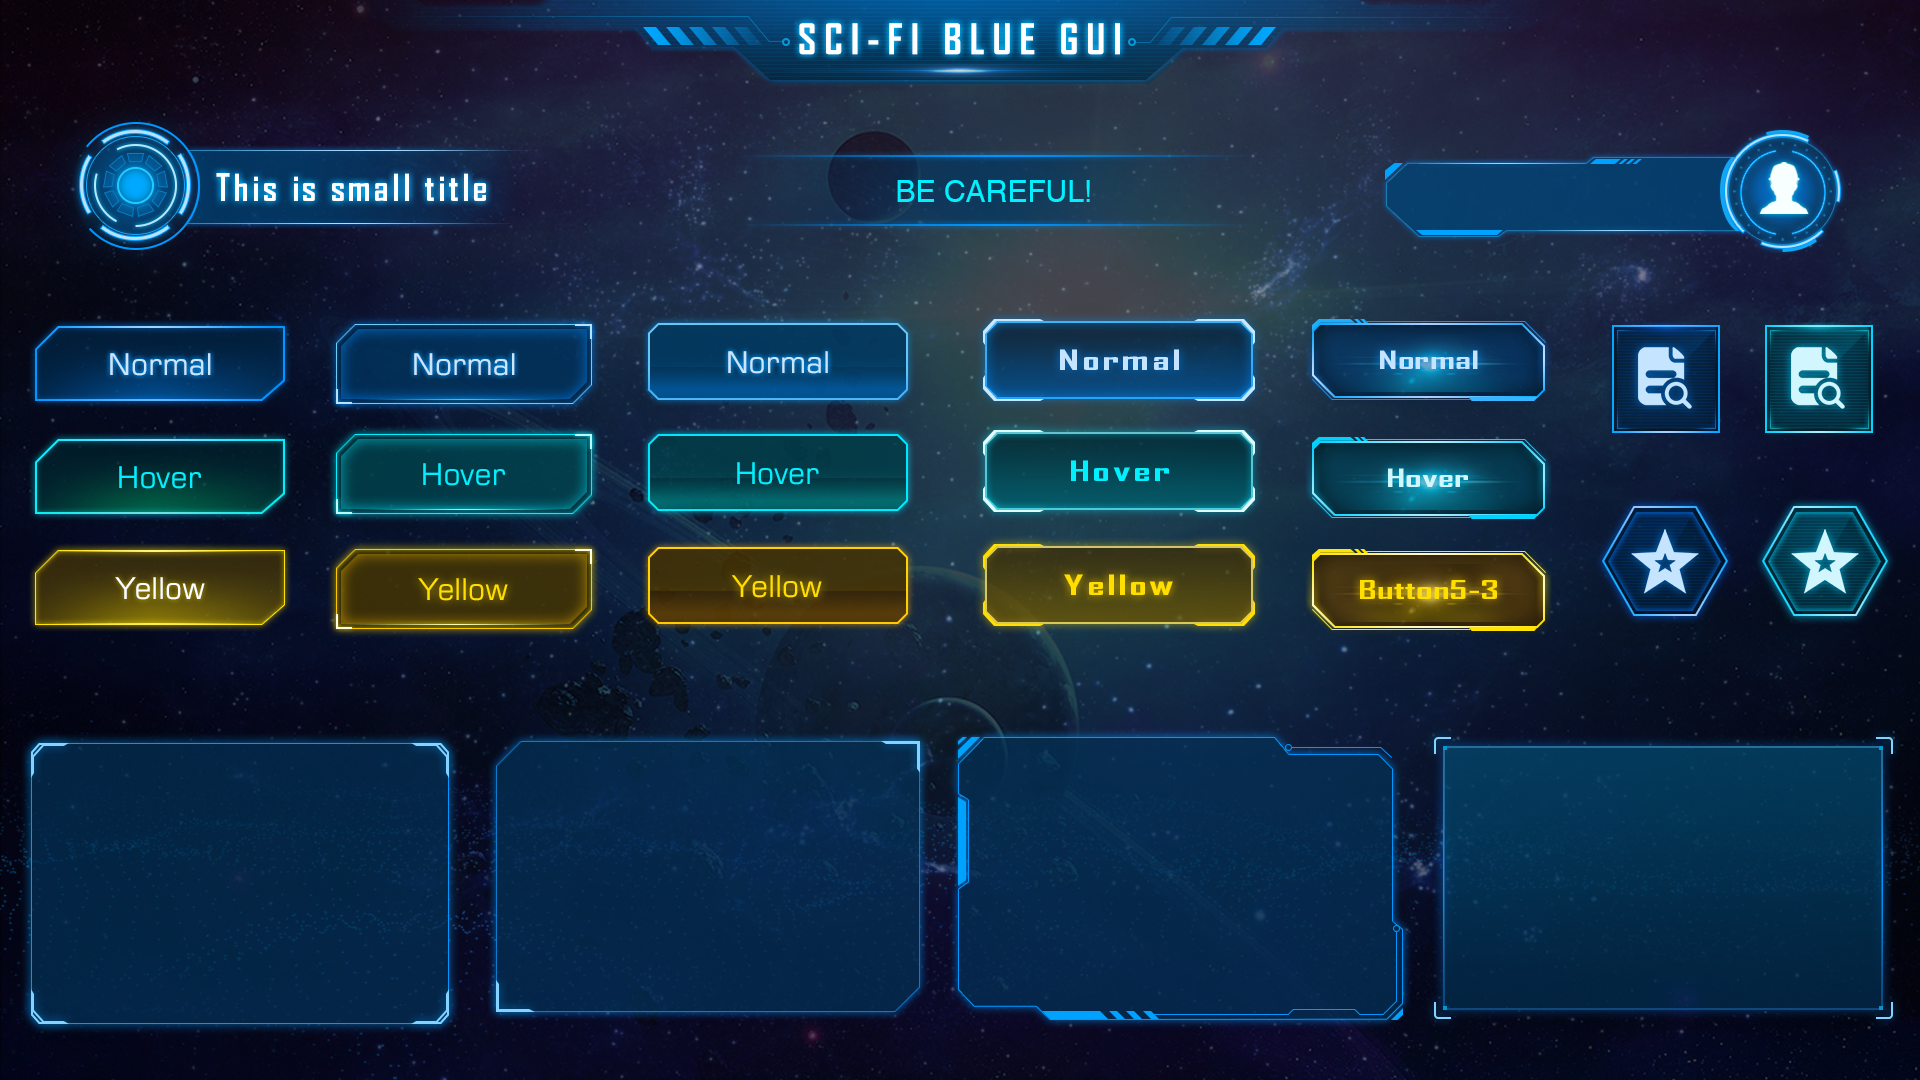 SCI-FI BLUE GUI
This is small title
BE CAREFUL!
Normal
Normal
Normal
Normal
Normal
Hover
Hover
Hover
Hover
Hover
Yellow
Yellow
Yellow
Yellow
Button5-3